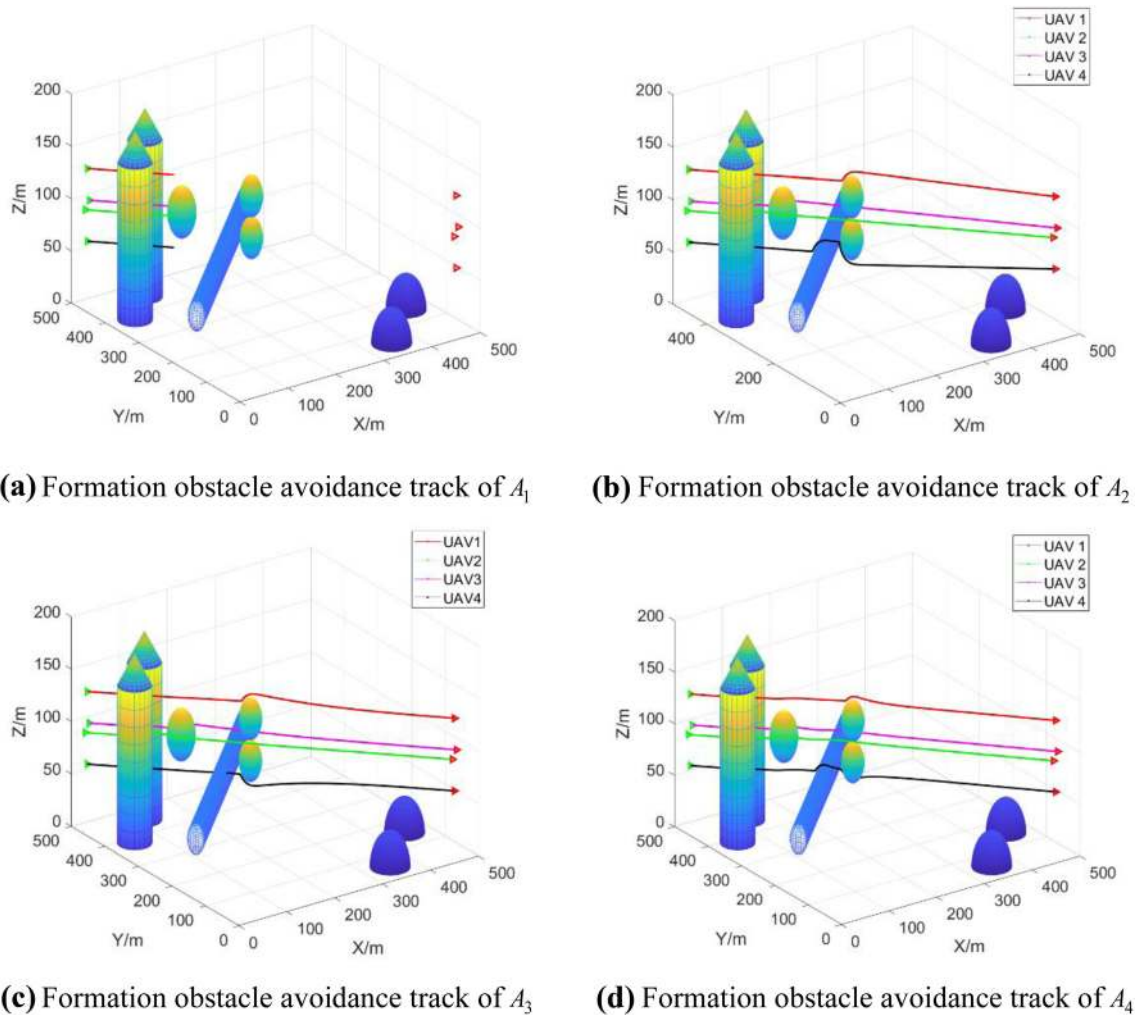 200
150
100
50
0
Z/m
500
400
300
200
100
0
Y/m
0
100
200
300
400
500
X/m
(a) Formation obstacle avoidance track of A1
UAV 1
UAV 2
UAV 3
UAV 4
200
150
100
50
0
Z/m
500
400
200
0
Y/m
0
100
200
300
400
500
X/m
(b) Formation obstacle avoidance track of A2
UAV1
UAV2
UAV3
UAV4
200
150
100
50
0
Z/m
500
400
300
200
100
0
Y/m
0
100
200
300
400
500
X/m
(c) Formation obstacle avoidance track of A3
UAV 1
UAV 2
UAV 3
UAV 4
200
150
100
50
0
Z/m
500
400
300
200
100
0
Y/m
0
100
200
300
400
500
X/m
(d) Formation obstacle avoidance track of A4